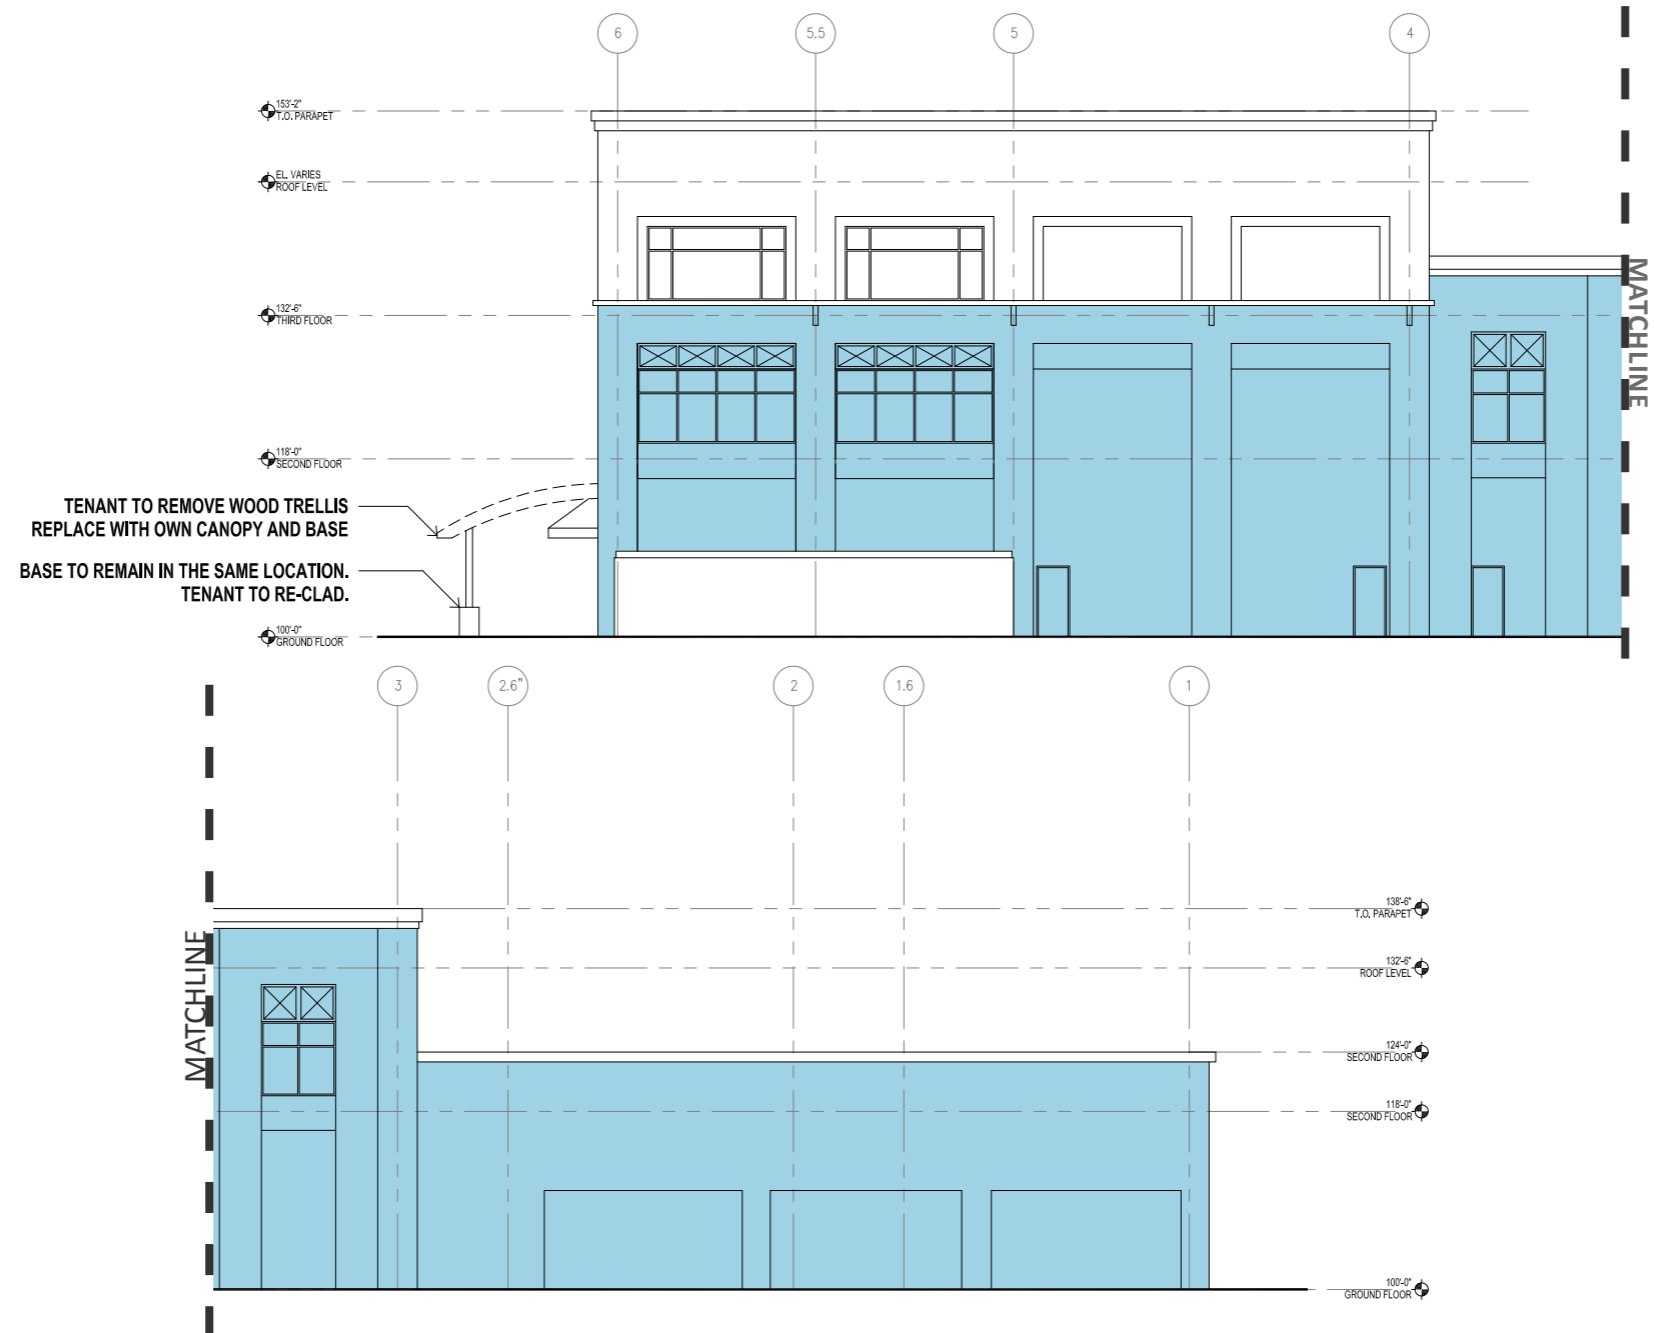 6
5.5
5
4
153'-2"
T.O. PARAPET
EL. VARIES
ROOF LEVEL
MATCHLINE
132'-6"
THIRD FLOOR
118'-0"
SECOND FLOOR
TENANT TO REMOVE WOOD TRELLIS
REPLACE WITH OWN CANOPY AND BASE
BASE TO REMAIN IN THE SAME LOCATION.
TENANT TO RE-CLAD.
100'-0"
GROUND FLOOR
3
2.6"
2
1.6
1
138'-6"
T.O. PARAPET
MATCHLINE
132'-6"
ROOF LEVEL
124'-0"
SECOND FLOOR
118'-0"
SECOND FLOOR
100'-0"
GROUND FLOOR